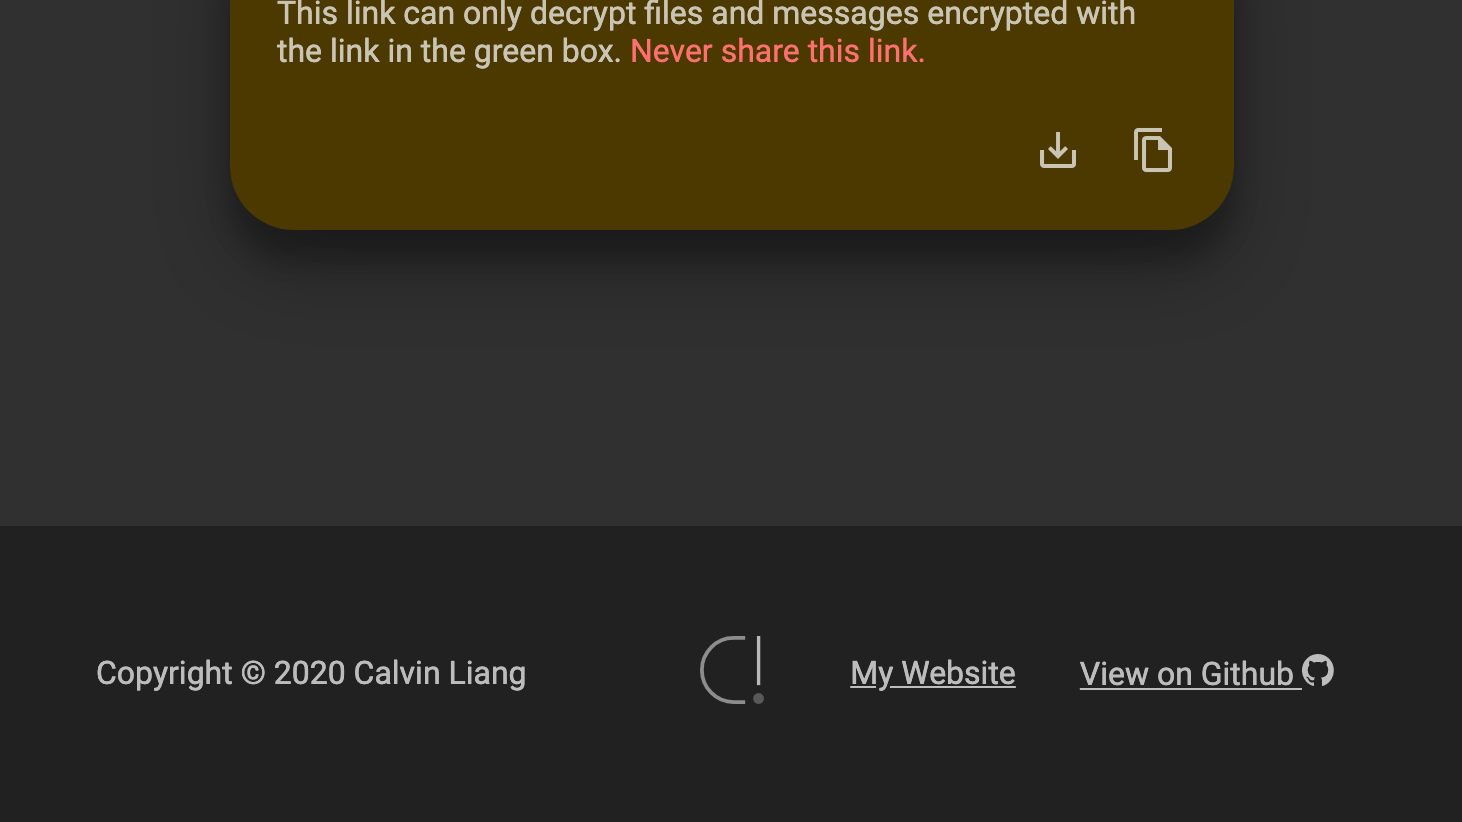 This link can only decrypt files and messages encrypted with
the link in the green box. Never share this link.
Copyright © 2020 Calvin Liang
My Website
View on Github